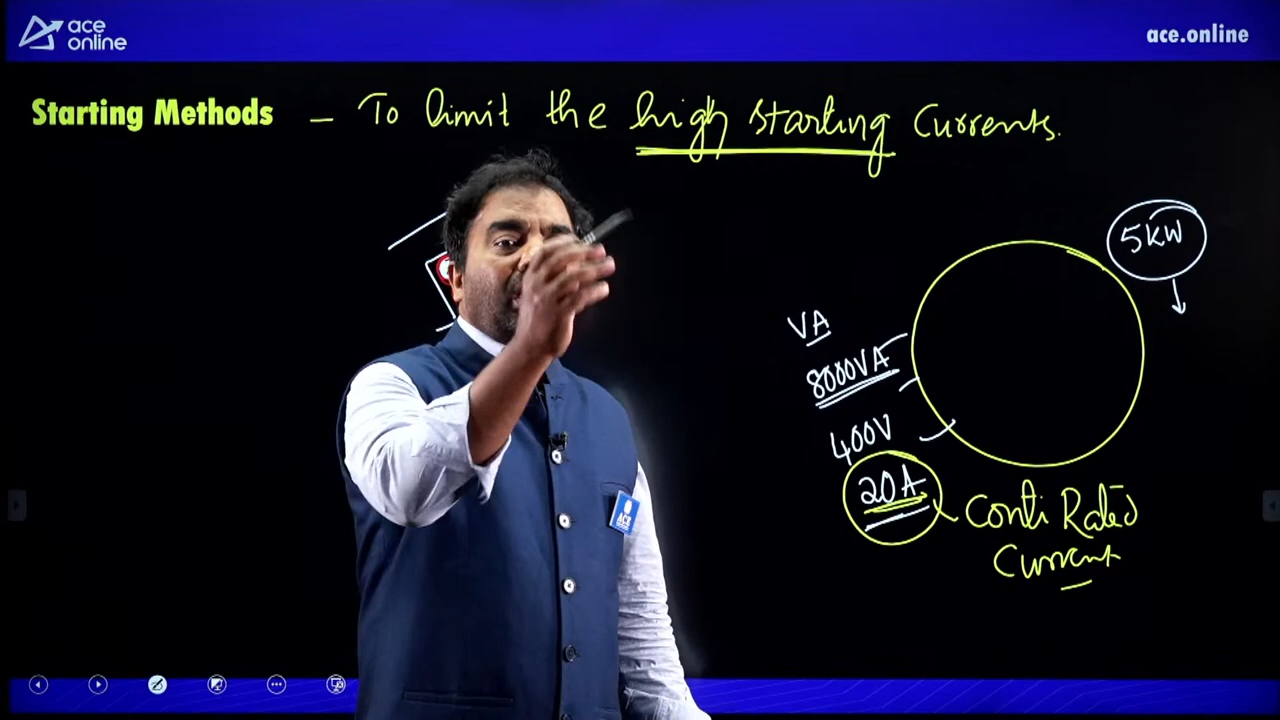 ace
online
ace.online
Starting Methods – To limit the high starting Currents.
5KW
VA
8000VA
400V
20A
Conti Rated
Current
ACE